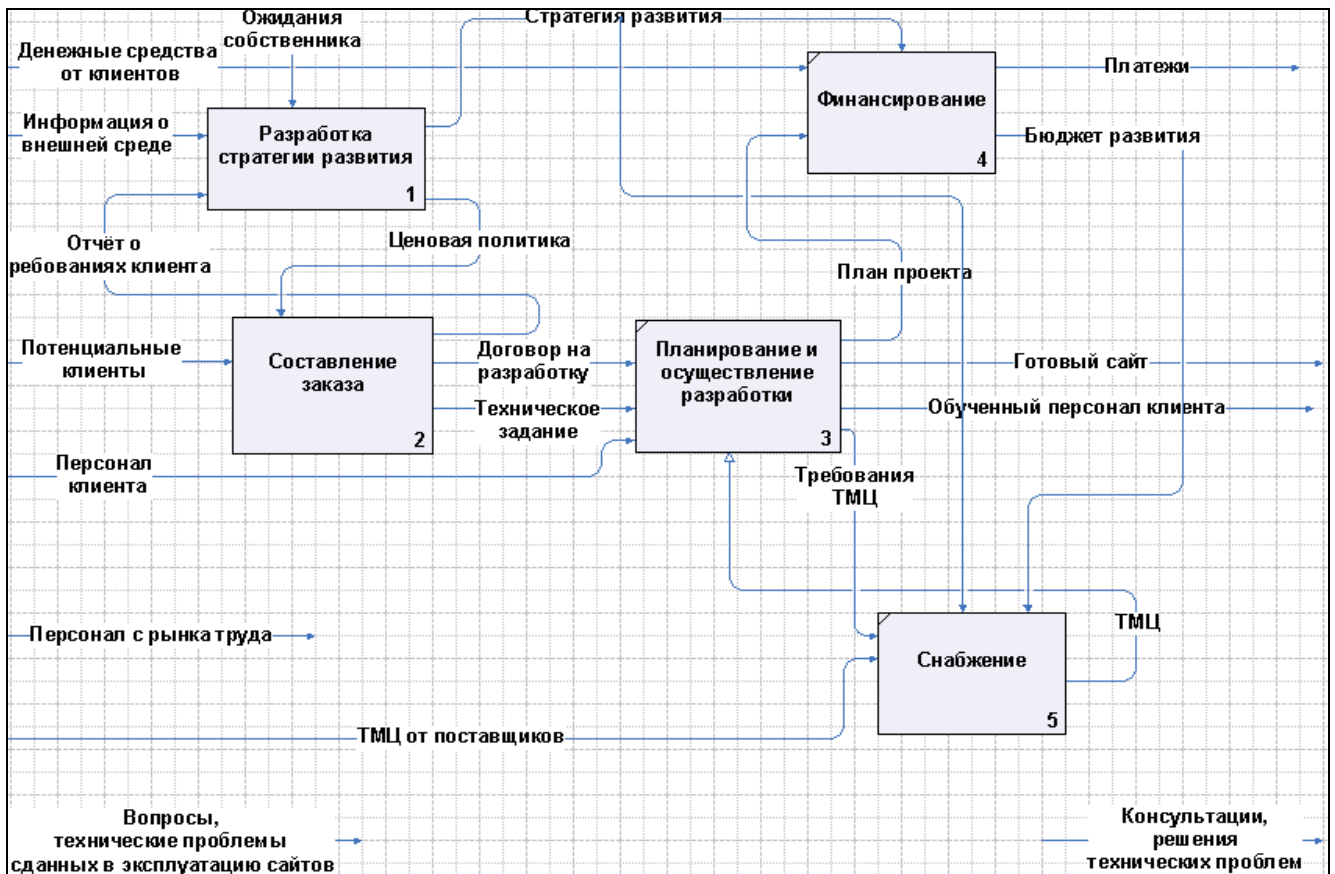 Ожидания
собственника
Стратегия развития
Денежные средства
от клиентов
Финансирование
4
Платежи
Информация о
внешней среде
Разработка
стратегии развития
1
Бюджет развития
Отчёт о
ребованиях клиента
Ценовая политика
План проекта
Потенциальные
клиенты
Составление
заказа
2
Договор на
разработку
Техническое
задание
Планирование и
осуществление
разработки
3
Готовый сайт
Обученный персонал клиента
Персонал
клиента
Требования
ТМЦ
Персонал с рынка труда
Снабжение
5
ТМЦ
ТМЦ от поставщиков
Вопросы,
технические проблемы
сданных в эксплуатацию сайтов
Консультации,
решения
технических проблем